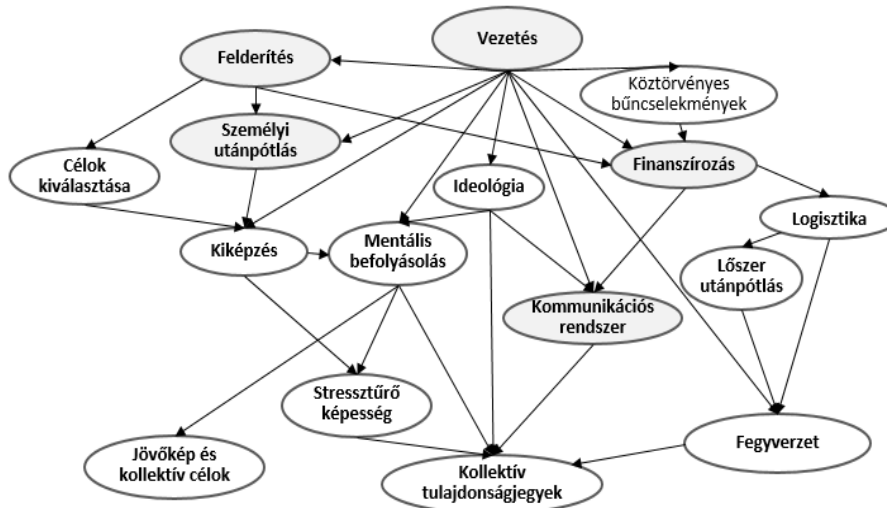 Vezetés
Felderítés
Köztörvényes
bűncselekmények
Személyi
utánpótlás
Célok
kiválasztása
Finanszírozás
Ideológia
Logisztika
Kiképzés
Mentális
befolyásolás
Lőszer
utánpótlás
Kommunikációs
rendszer
Stressztűrő
képesség
Fegyverzet
Jövőkép és
kollektív célok
Kollektív
tulajdonságjegyek